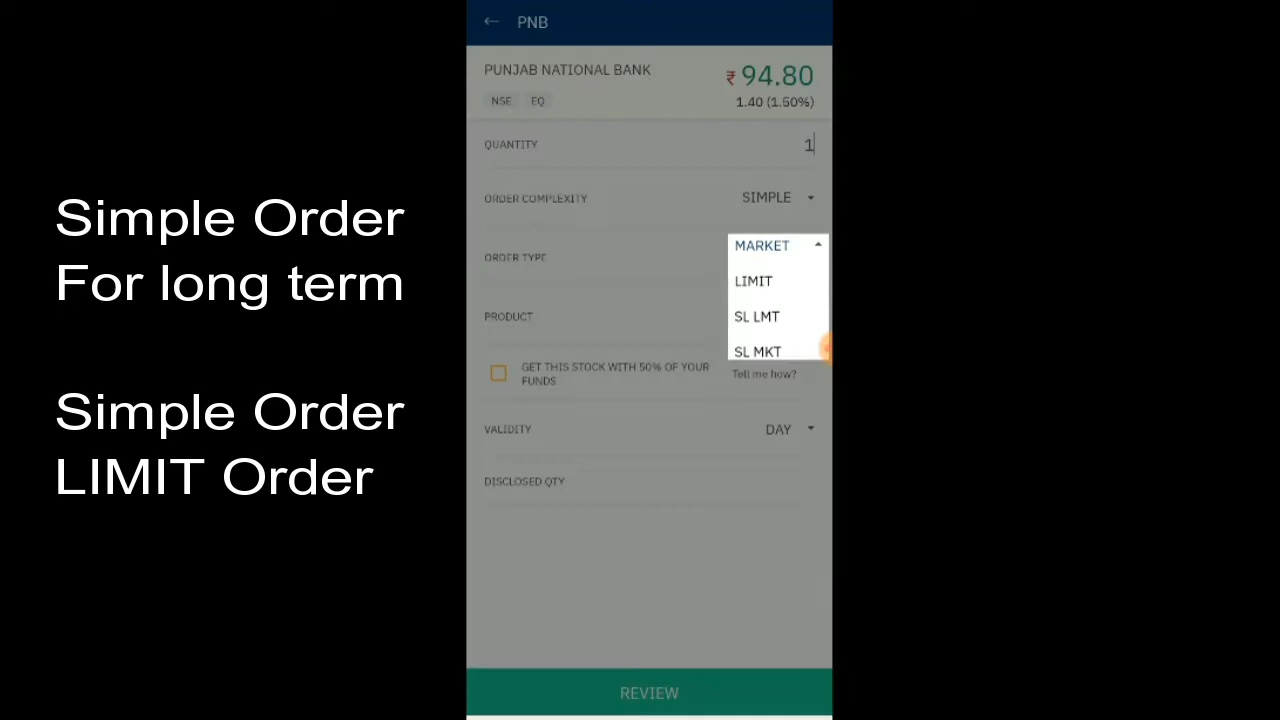 PNB
PUNJAB NATIONAL BANK
₹ 94.80
NSE EQ
1.40 (1.50%)
QUANTITY 1
ORDER COMPLEXITY SIMPLE
Simple Order
For long term
ORDER TYPE
MARKET
LIMIT
SL LMT
SL MKT
PRODUCT
GET THIS STOCK WITH 50% OF YOUR
FUNDS
Tell me how?
Simple Order
LIMIT Order
VALIDITY DAY
DISCLOSED QTY
REVIEW